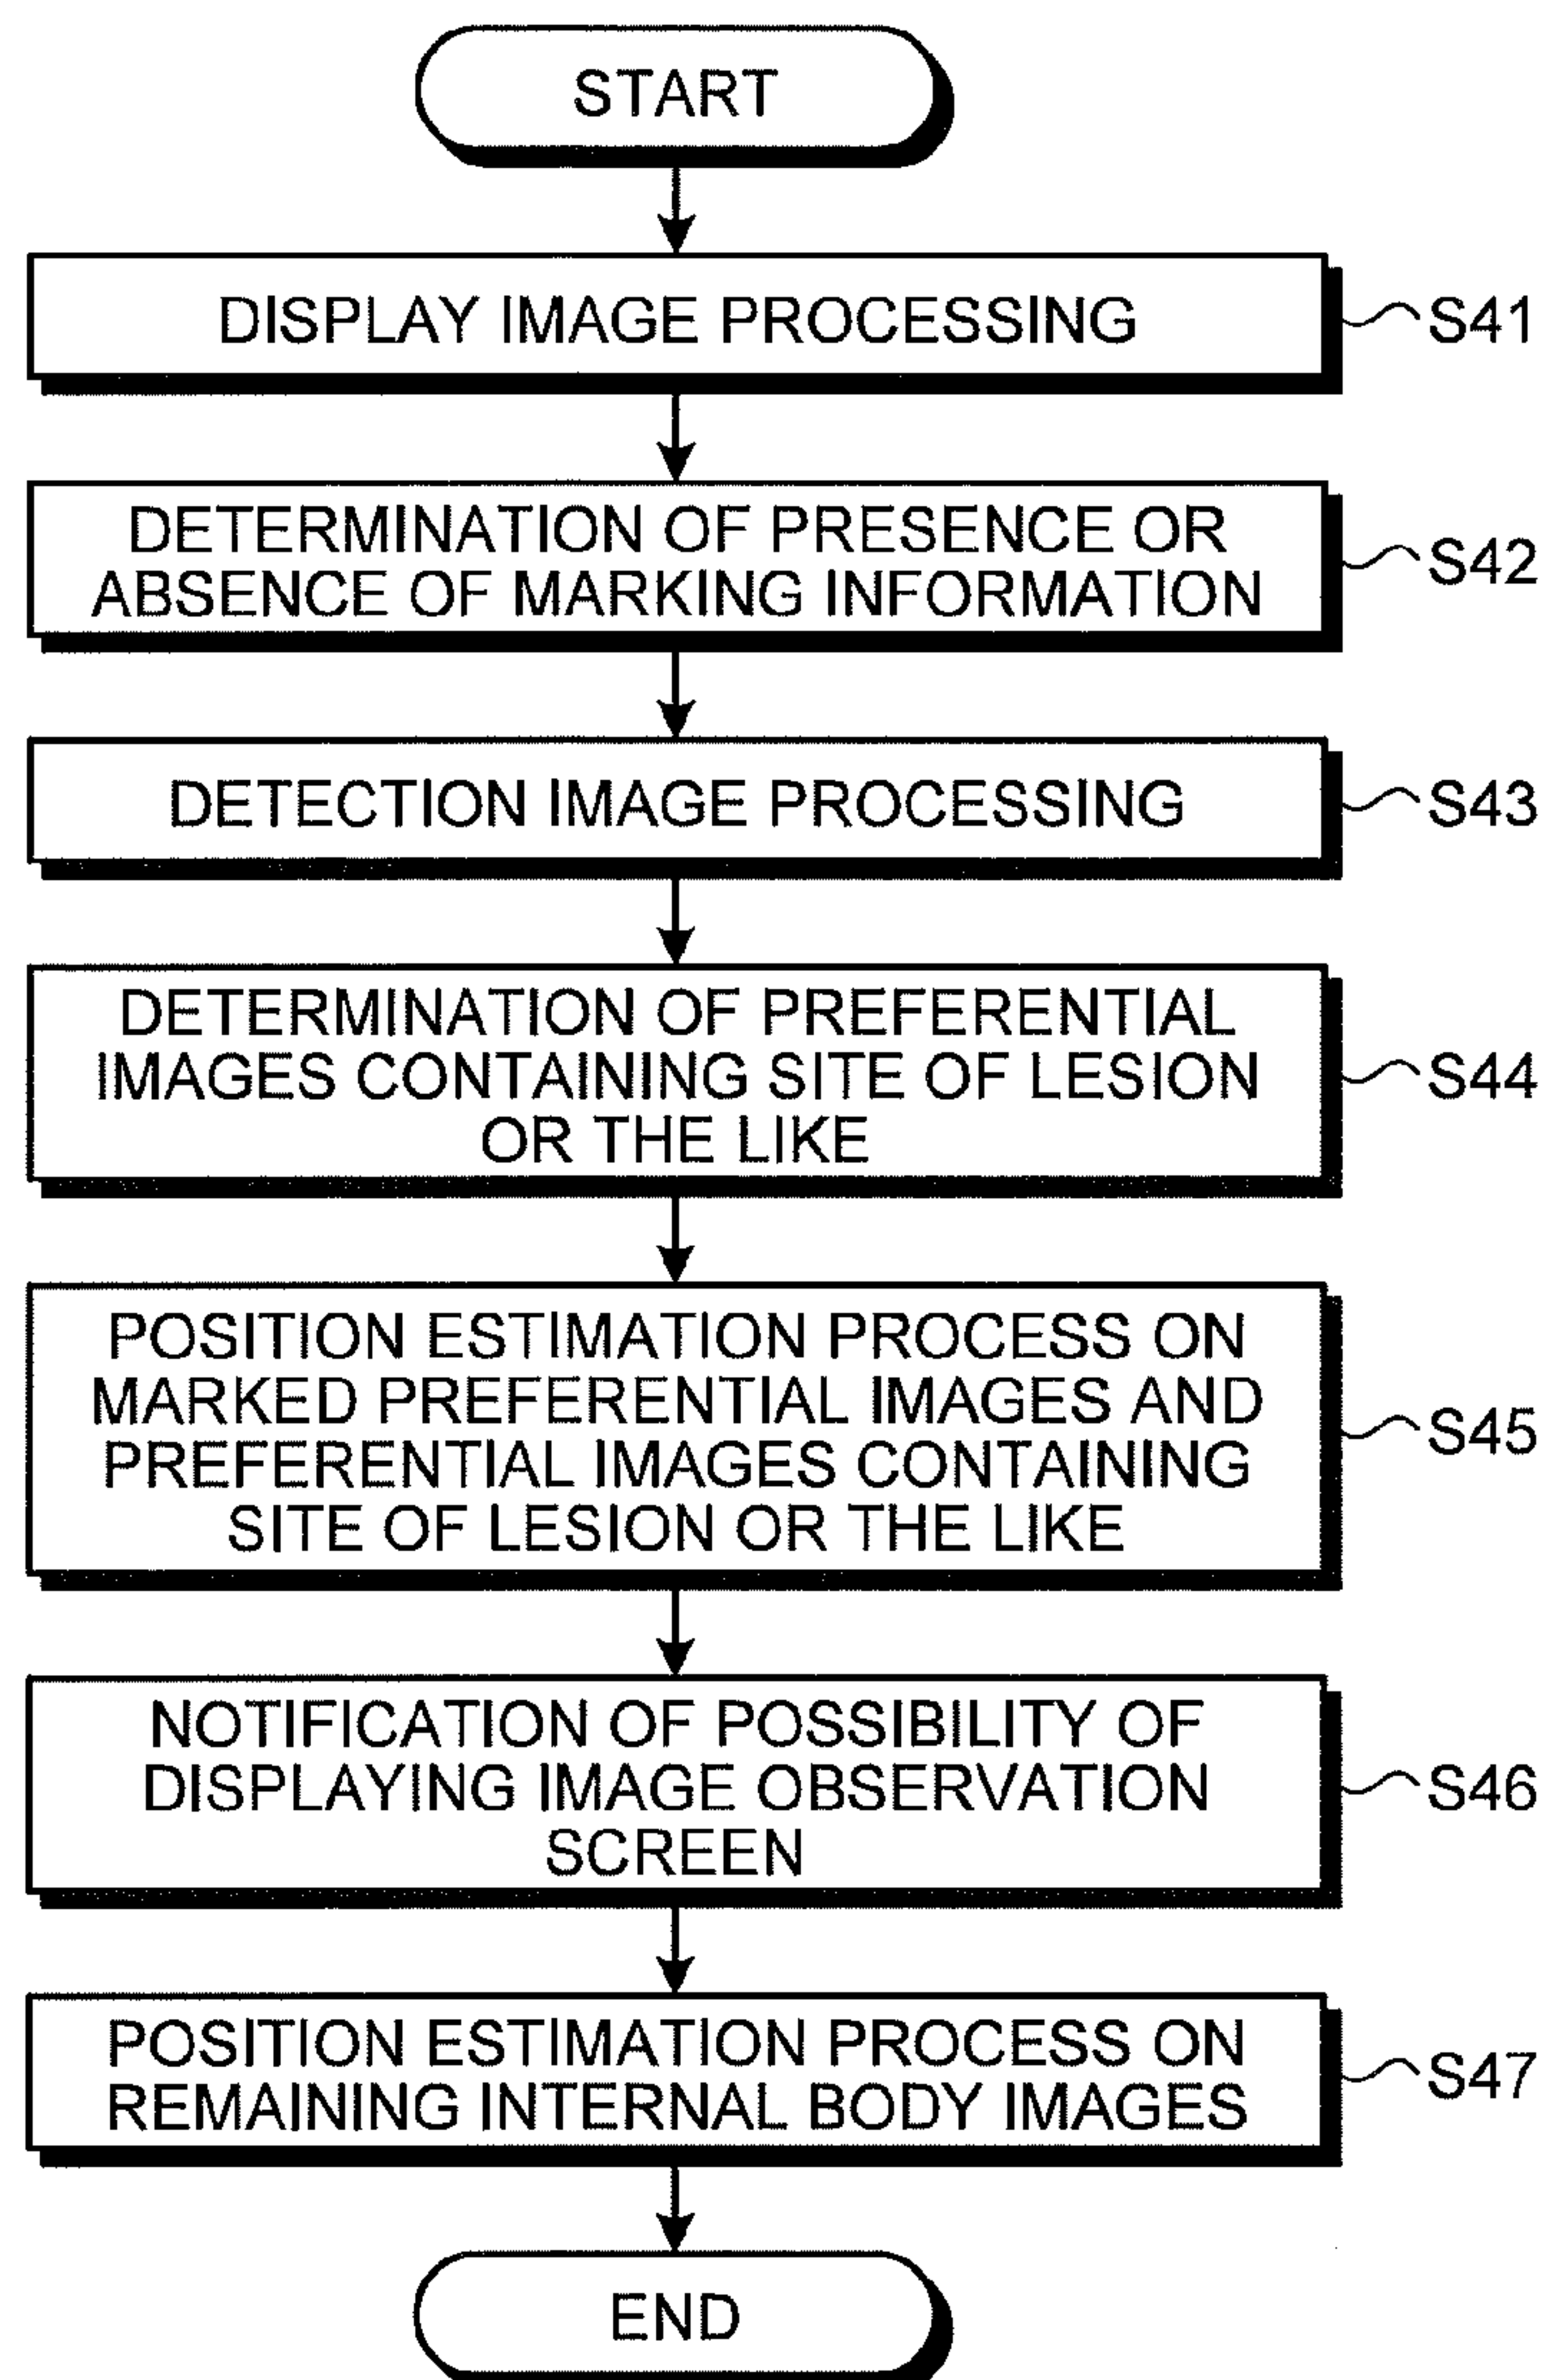 START
DISPLAY IMAGE PROCESSING
S41
DETERMINATION OF PRESENCE OR
ABSENCE OF MARKING INFORMATION
S42
DETECTION IMAGE PROCESSING
S43
DETERMINATION OF PREFERENTIAL
IMAGES CONTAINING SITE OF LESION
OR THE LIKE
S44
POSITION ESTIMATION PROCESS ON
MARKED PREFERENTIAL IMAGES AND
PREFERENTIAL IMAGES CONTAINING
SITE OF LESION OR THE LIKE
S45
NOTIFICATION OF POSSIBILITY OF
DISPLAYING IMAGE OBSERVATION
SCREEN
S46
POSITION ESTIMATION PROCESS ON
REMAINING INTERNAL BODY IMAGES
S47
END